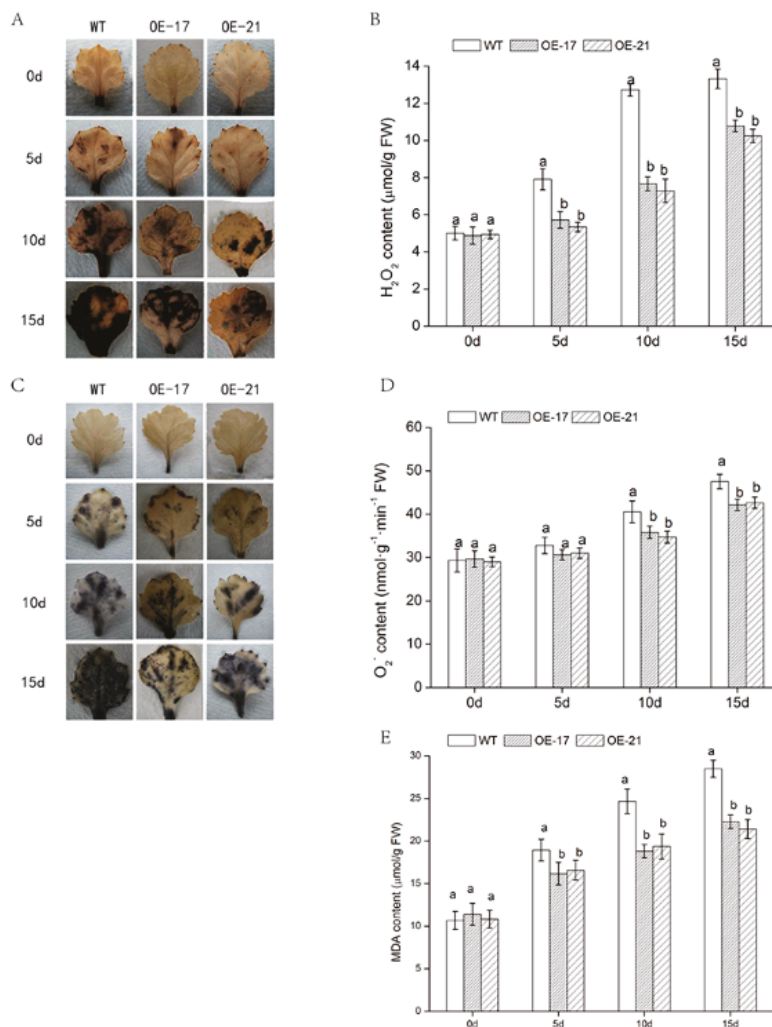 A
WT OE-17 OE-21
0d
5d
10d
15d
B
WT OE-17 OE-21
H₂O₂ content (μmol/g FW)
14
12
10
8
6
4
2
0
a a a
a b b
a b b
a b b
0d 5d 10d 15d
C
WT OE-17 OE-21
0d
5d
10d
15d
D
WT OE-17 OE-21
O₂⁻ content (nmol·g⁻¹·min⁻¹ FW)
60
50
40
30
20
10
0
a a a
a a a
a b b
a b b
0d 5d 10d 15d
E
WT OE-17 OE-21
MDA content (μmol/g FW)
30
25
20
15
10
5
0
a a a
a b b
a b b
a b b
0d 5d 10d 15d